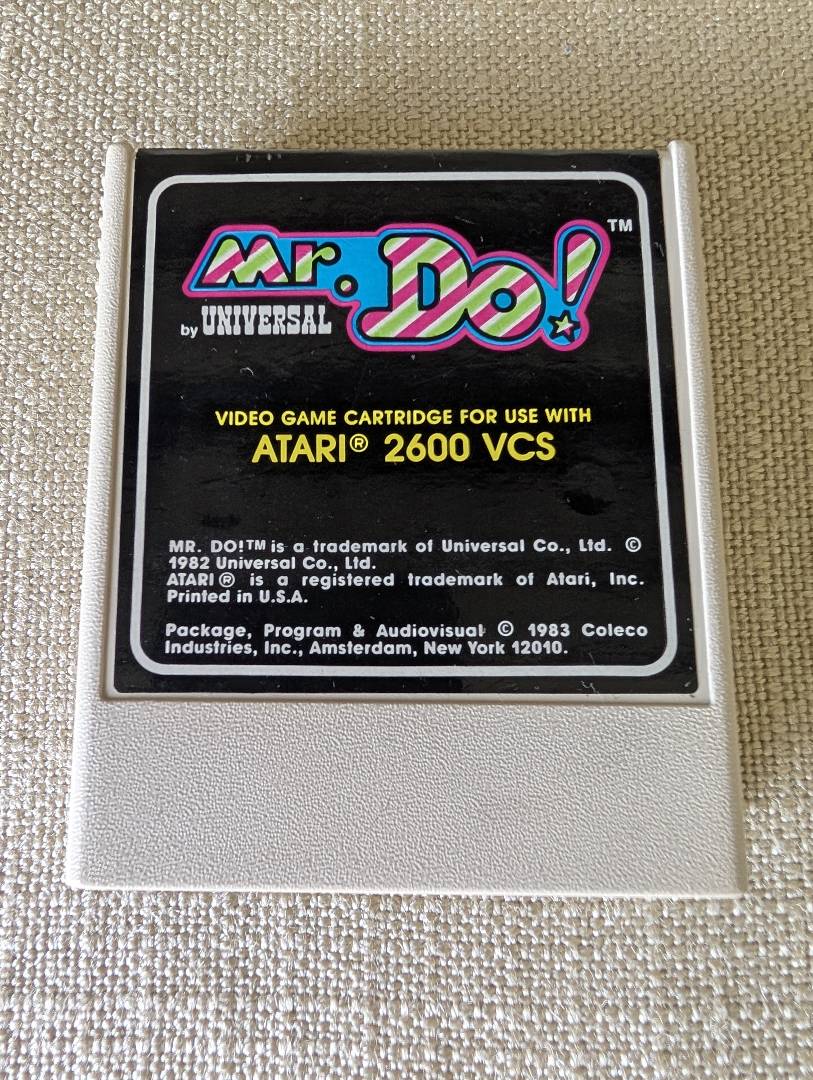 Mr. Do! TM
by UNIVERSAL
VIDEO GAME CARTRIDGE FOR USE WITH
ATARI® 2600 VCS
MR. DO!™ is a trademark of Universal Co., Ltd. ©
1982 Universal Co., Ltd.
ATARI® is a registered trademark of Atari, Inc.
Printed in U.S.A.
Package, Program & Audiovisual © 1983 Coleco
Industries, Inc., Amsterdam, New York 12010.